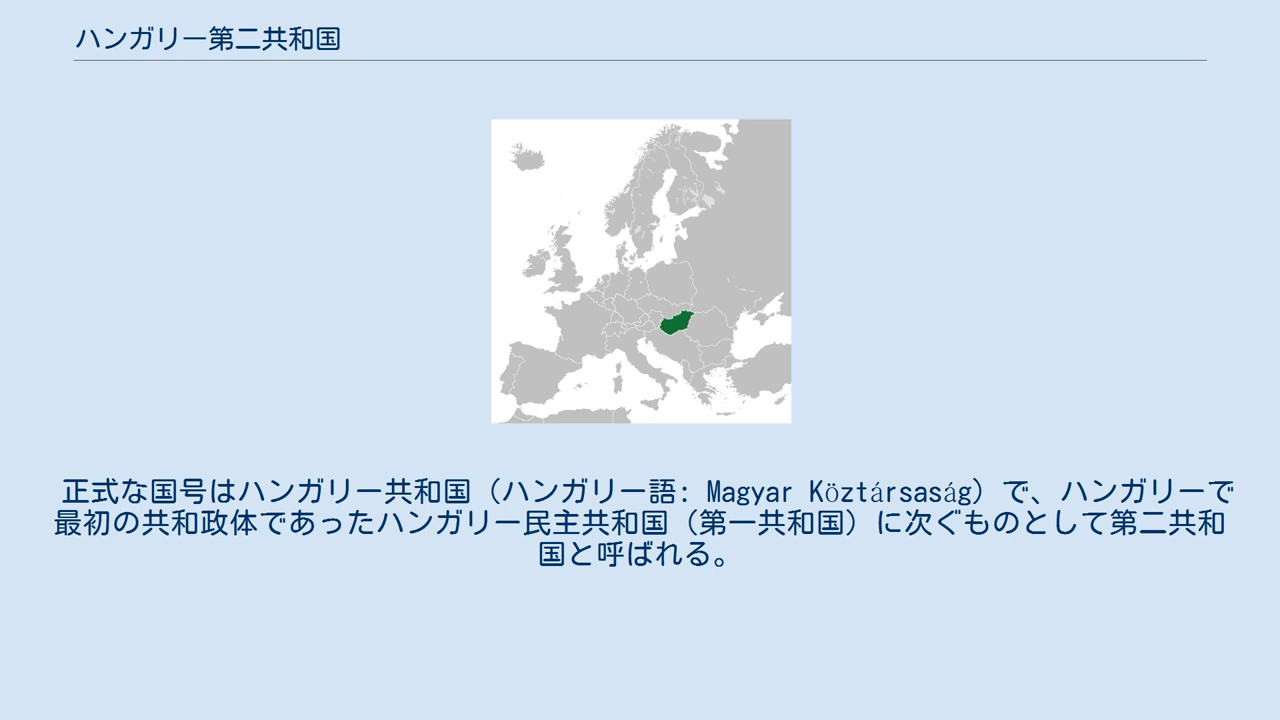 ハンガリー第二共和国
正式な国号はハンガリー共和国（ハンガリー語: Magyar Köztársaság）で、ハンガリーで
最初の共和政体であったハンガリー民主共和国（第一共和国）に次ぐものとして第二共和
国と呼ばれる。